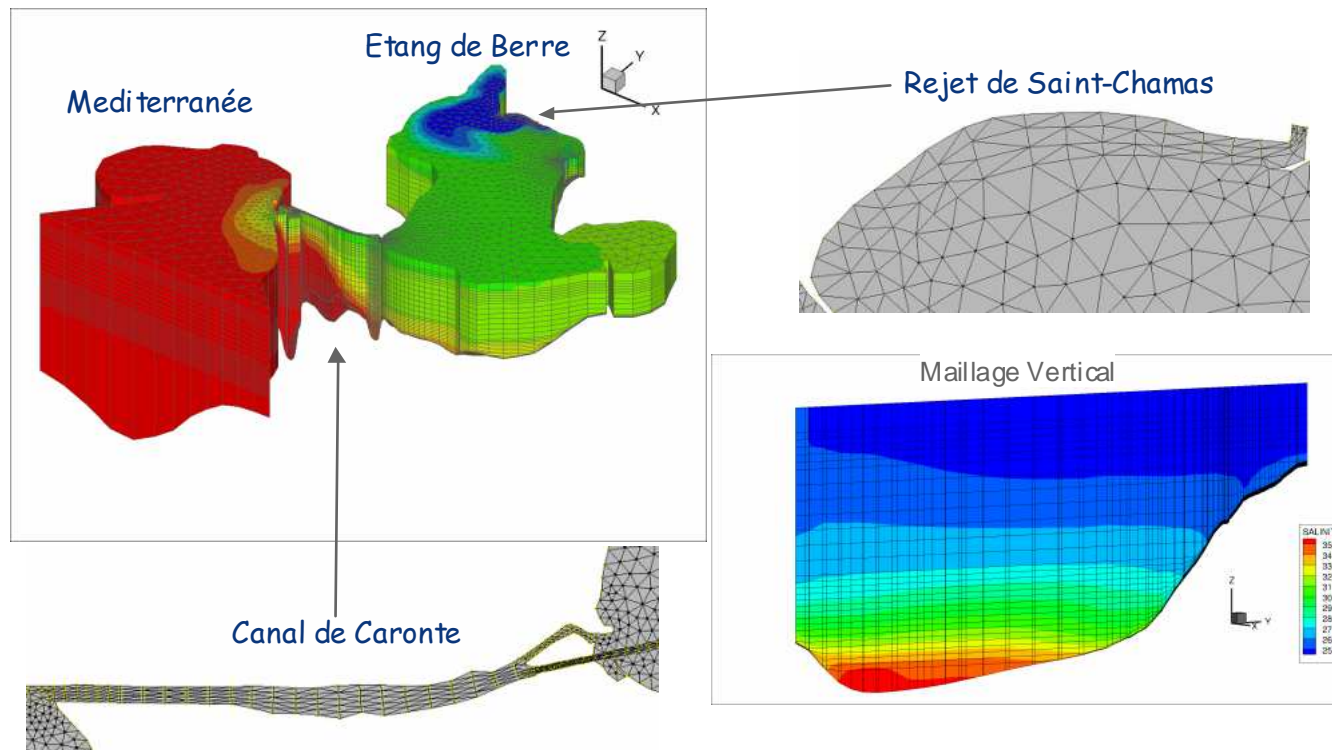 Etang de Berre
Mediterranée
Rejet de Saint-Chamas
Z
Y
X
Maillage Vertical
SALINIT
35
34
33
32
31
30
29
28
27
26
25
Z
Y
X
Canal de Caronte